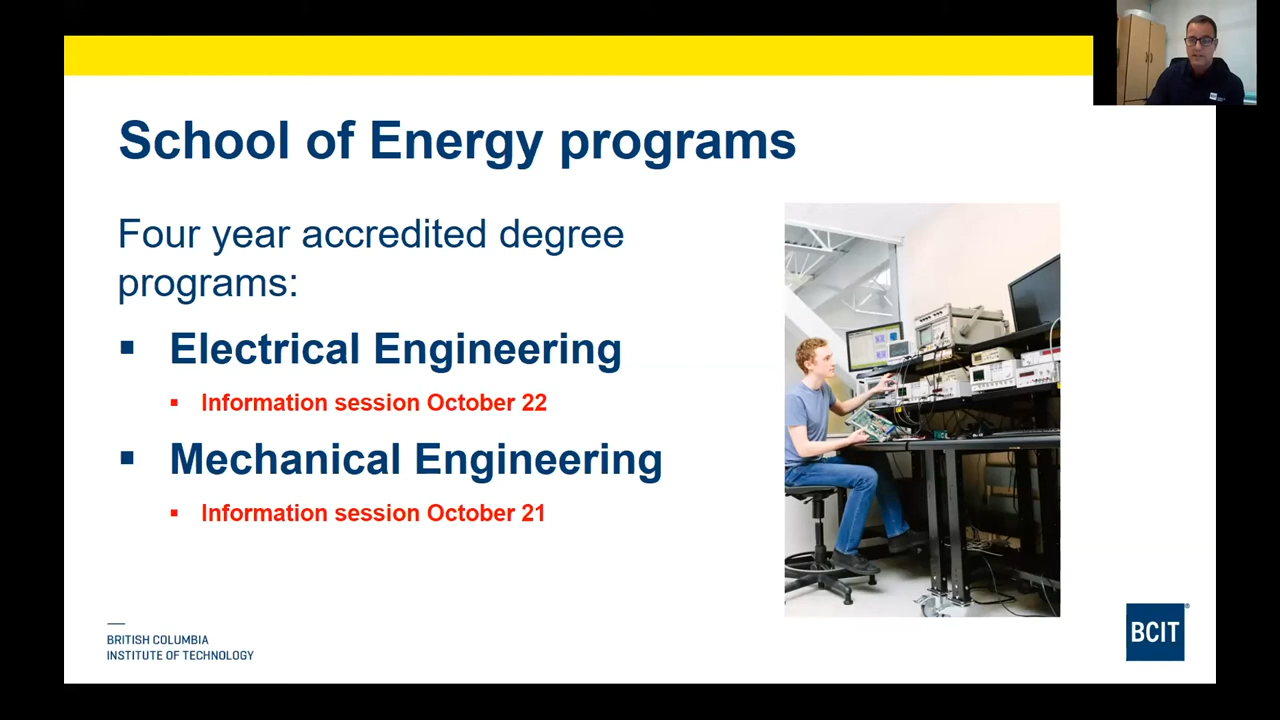 School of Energy programs
Four year accredited degree
programs:
Electrical Engineering
Information session October 22
Mechanical Engineering
Information session October 21
BRITISH COLUMBIA
INSTITUTE OF TECHNOLOGY
BCIT®
BCIT